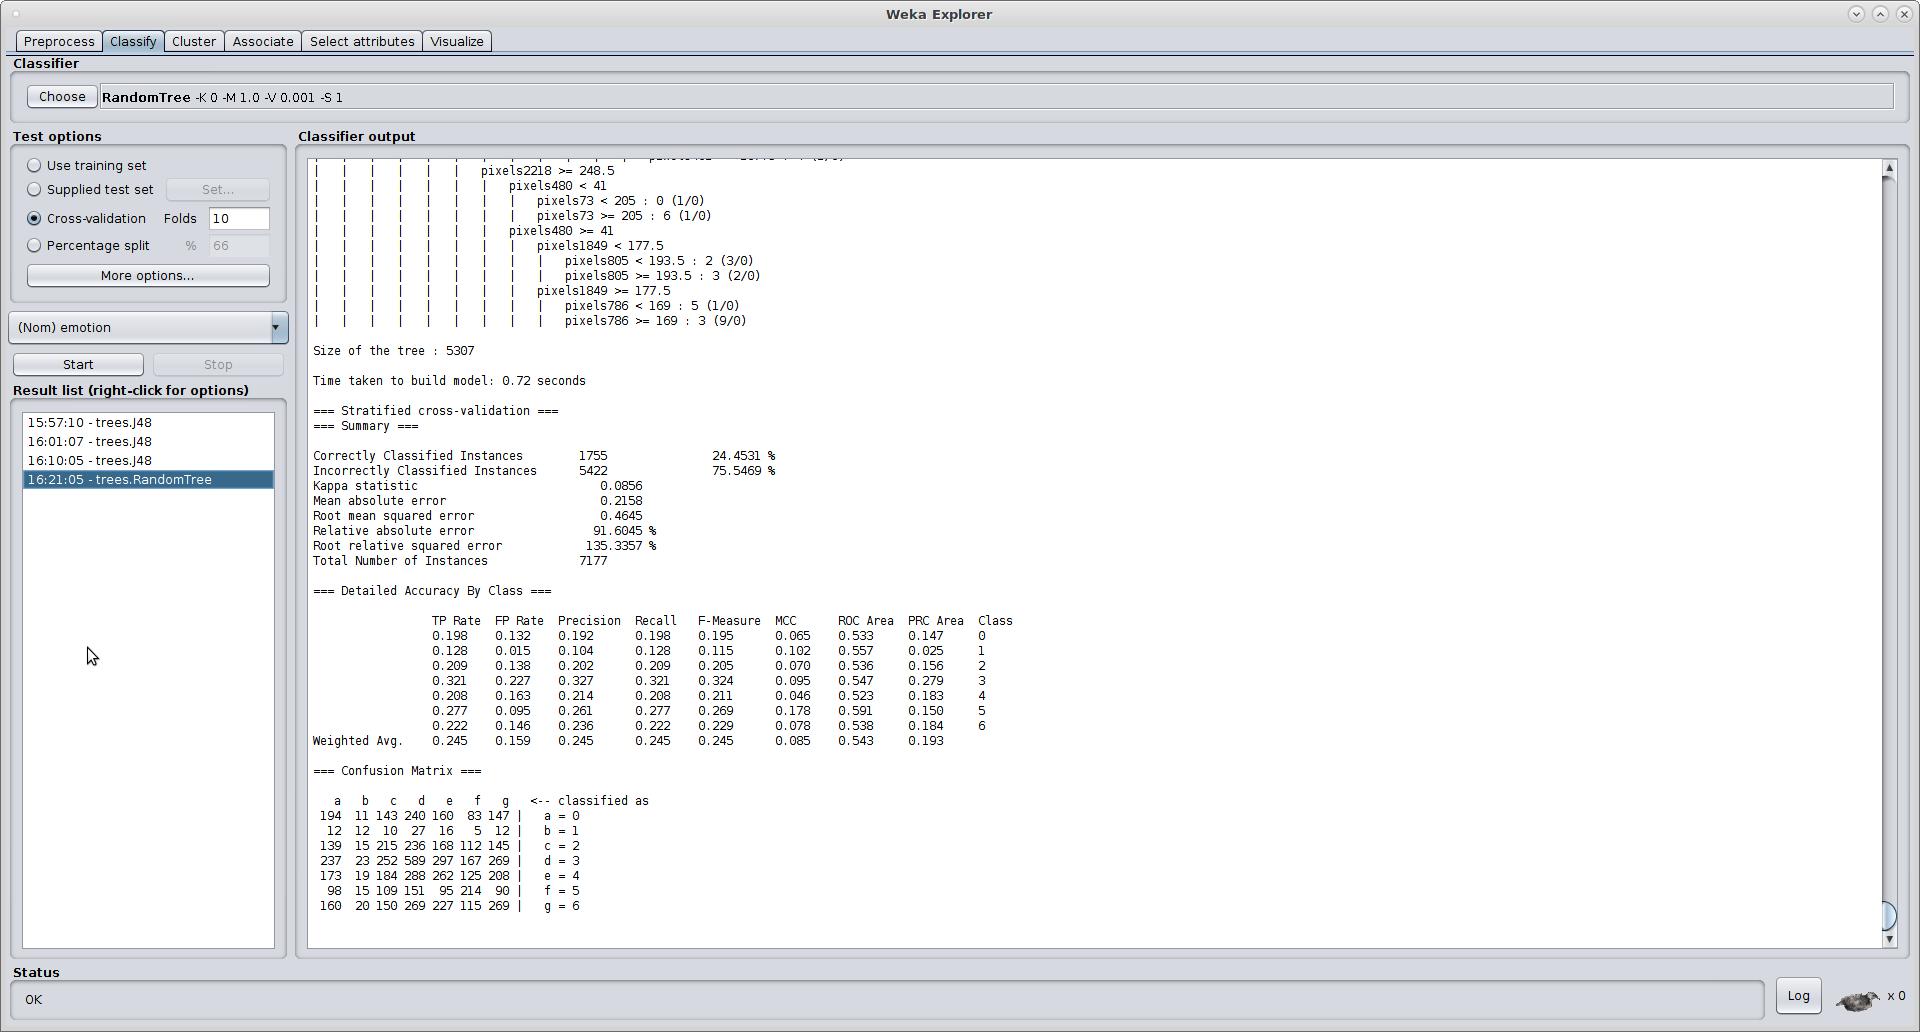 Weka Explorer
Preprocess Classify Cluster Associate Select attributes Visualize
Classifier
Choose RandomTree -K 0 -M 1.0 -V 0.001 -S 1
Test options
Use training set
Supplied test set Set...
Cross-validation Folds 10
Percentage split % 66
More options...
(Nom) emotion
Start Stop
Result list (right-click for options)
15:57:10 - trees.J48
16:01:07 - trees.J48
16:10:05 - trees.J48
16:21:05 - trees.RandomTree
Classifier output
| | | | | | pixels2218 >= 248.5
| | | | | | | pixels480 < 41
| | | | | | | | pixels73 < 205 : 0 (1/0)
| | | | | | | | pixels73 >= 205 : 6 (1/0)
| | | | | | | pixels480 >= 41
| | | | | | | | pixels1849 < 177.5
| | | | | | | | | pixels805 < 193.5 : 2 (3/0)
| | | | | | | | | pixels805 >= 193.5 : 3 (2/0)
| | | | | | | | pixels1849 >= 177.5
| | | | | | | | | pixels786 < 169 : 5 (1/0)
| | | | | | | | | pixels786 >= 169 : 3 (9/0)
Size of the tree : 5307
Time taken to build model: 0.72 seconds
=== Stratified cross-validation ===
=== Summary ===
Correctly Classified Instances 1755 24.4531 %
Incorrectly Classified Instances 5422 75.5469 %
Kappa statistic 0.0856
Mean absolute error 0.2158
Root mean squared error 0.4645
Relative absolute error 91.6045 %
Root relative squared error 135.3357 %
Total Number of Instances 7177
=== Detailed Accuracy By Class ===
TP Rate FP Rate Precision Recall F-Measure MCC ROC Area PRC Area Class
0.198 0.132 0.192 0.198 0.195 0.065 0.533 0.147 0
0.128 0.015 0.104 0.128 0.115 0.102 0.557 0.025 1
0.209 0.138 0.202 0.209 0.205 0.070 0.536 0.156 2
0.321 0.227 0.327 0.321 0.324 0.095 0.547 0.279 3
0.208 0.163 0.214 0.208 0.211 0.046 0.523 0.183 4
0.277 0.095 0.261 0.277 0.269 0.178 0.591 0.150 5
0.222 0.146 0.236 0.222 0.229 0.078 0.538 0.184 6
Weighted Avg. 0.245 0.159 0.245 0.245 0.245 0.085 0.543 0.193
=== Confusion Matrix ===
a b c d e f g <-- classified as
194 11 143 240 160 83 147 | a = 0
12 12 10 27 16 5 12 | b = 1
139 15 215 236 168 112 145 | c = 2
237 23 252 589 297 167 269 | d = 3
173 19 184 288 262 125 208 | e = 4
98 15 109 151 95 214 90 | f = 5
160 20 150 269 227 115 269 | g = 6
Status
OK
Log x 0